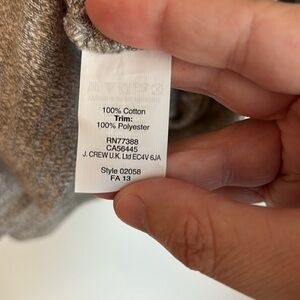 100% Cotton
Trim:
100% Polyester
RN77388
CA56445
J. CREW U.K. Ltd EC4V 6JA
Style 02058
FA 13